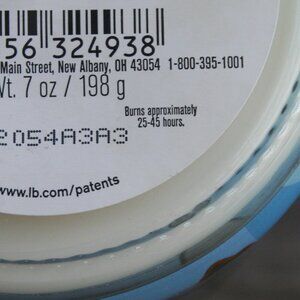 56 324938
Main Street, New Albany, OH 43054 1-800-395-1001
Wt. 7 oz / 198 g
Burns approximately
25-45 hours.
2054A3A3
www.lb.com/patents